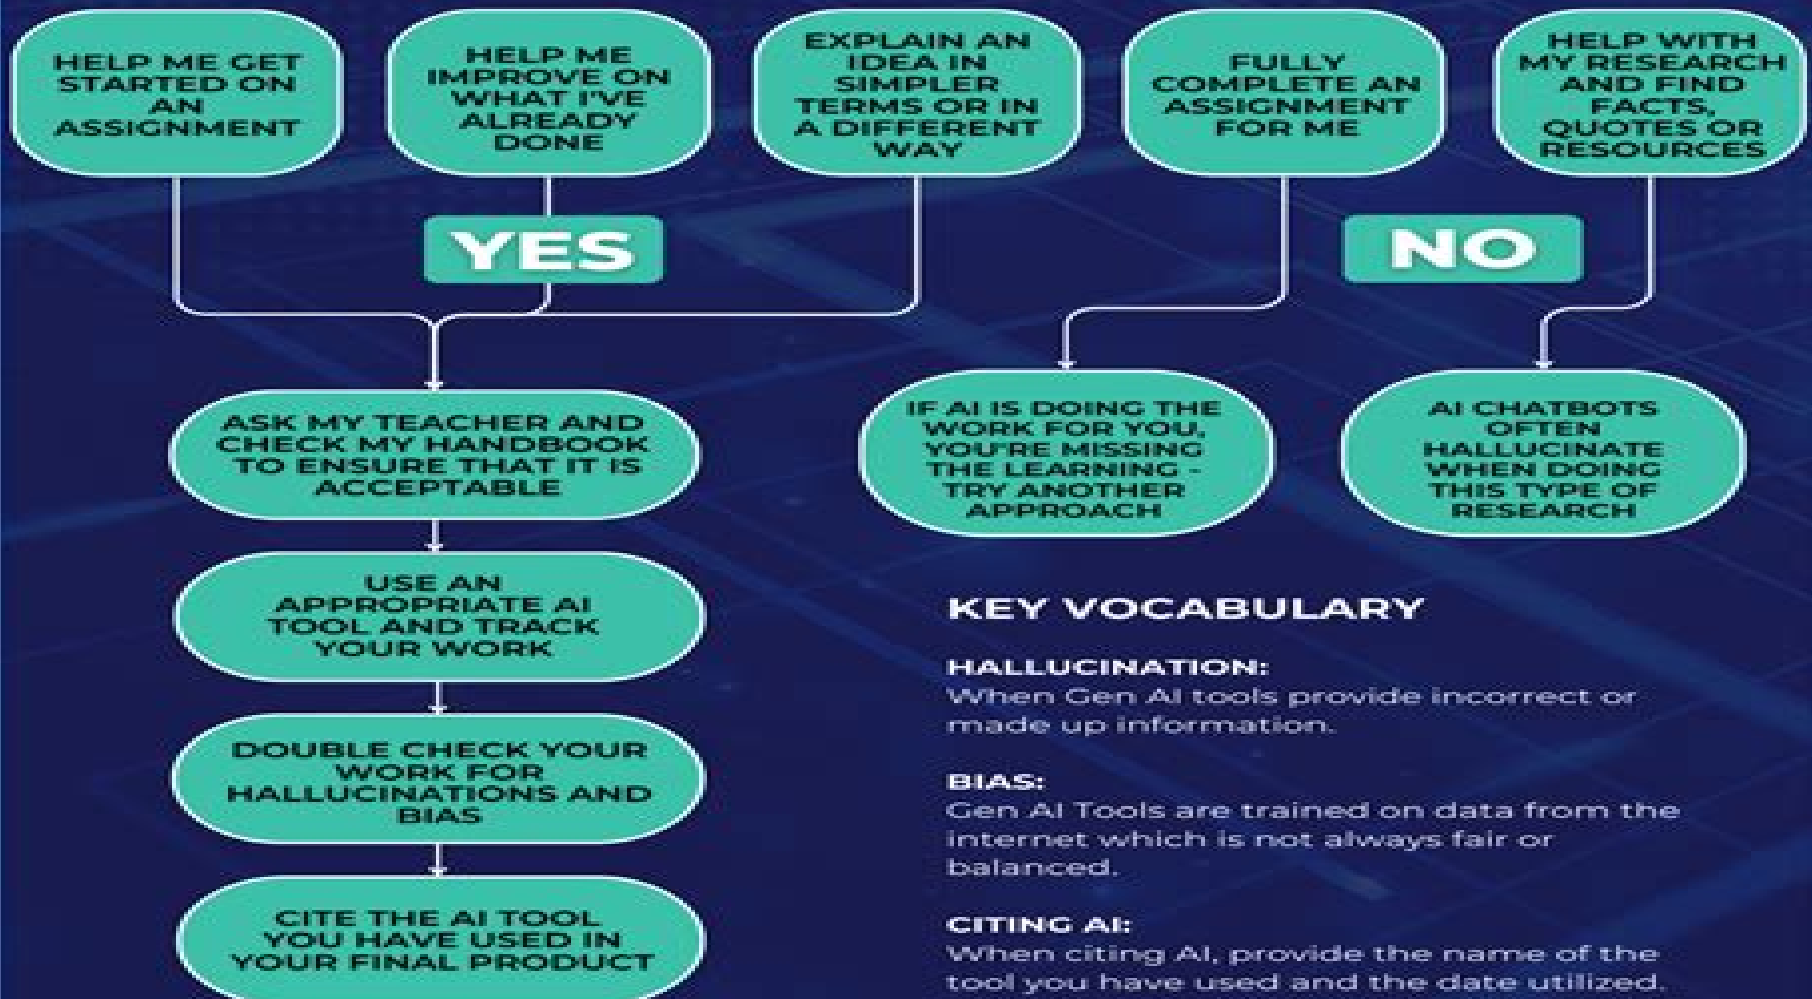 HELP ME GET
STARTED ON
AN
ASSIGNMENT
HELP ME
IMPROVE ON
WHAT I'VE
ALREADY
DONE
EXPLAIN AN
IDEA IN
SIMPLER
TERMS OR IN
A DIFFERENT
WAY
FULLY
COMPLETE AN
ASSIGNMENT
FOR ME
HELP WITH
MY RESEARCH
AND FIND
FACTS,
QUOTES OR
RESOURCES
YES
NO
ASK MY TEACHER AND
CHECK MY HANDBOOK
TO ENSURE THAT IT IS
ACCEPTABLE
IF AI IS DOING THE
WORK FOR YOU,
YOU'RE MISSING
THE LEARNING -
TRY ANOTHER
APPROACH
AI CHATBOTS
OFTEN
HALLUCINATE
WHEN DOING
THIS TYPE OF
RESEARCH
USE AN
APPROPRIATE AI
TOOL AND TRACK
YOUR WORK
DOUBLE CHECK YOUR
WORK FOR
HALLUCINATIONS AND
BIAS
CITE THE AI TOOL
YOU HAVE USED IN
YOUR FINAL PRODUCT
KEY VOCABULARY
HALLUCINATION:
When Gen AI tools provide incorrect or
made up information.
BIAS:
Gen AI Tools are trained on data from the
internet which is not always fair or
balanced.
CITING AI:
When citing AI, provide the name of the
tool you have used and the date utilized.